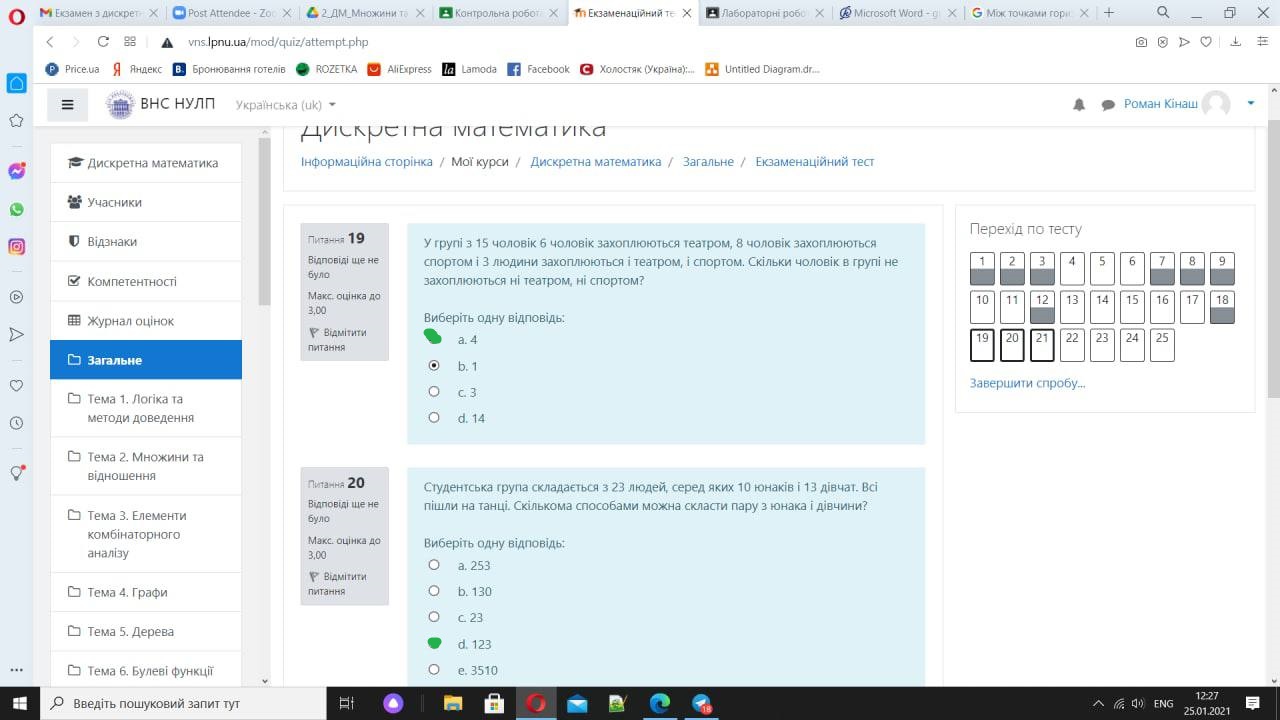 Екзамен з дискретн
Post Attendee - Zoo
2_ДМ_Множини та
Контрольна робота
Екзаменаційний те
Лабораторні робот
Microsoft Word - gu
Між точками гориз
vns.lpnu.ua/mod/quiz/attempt.php
Price.ua
Яндекс
Бронювання готелів
ROZETKA
AliExpress
Lamoda
Facebook
Холостяк (Україна):...
Untitled Diagram.dr...
ВНС НУЛП
Українська (uk)
Роман Кінаш
Дискретна математика
Інформаційна сторінка / Мої курси / Дискретна математика / Загальне / Екзаменаційний тест
Дискретна математика
Учасники
Відзнаки
Компетентності
Журнал оцінок
Загальне
Тема 1. Логіка та
методи доведення
Тема 2. Множини та
відношення
Тема 3. Елементи
комбінаторного
аналізу
Тема 4. Графи
Тема 5. Дерева
Тема 6. Булеві функції
Питання 19
Відповіді ще не
було
Макс. оцінка до
3,00
Відмітити
питання
У групі з 15 чоловік 6 чоловік захоплюються театром, 8 чоловік захоплюються
спортом і 3 людини захоплюються і театром, і спортом. Скільки чоловік в групі не
захоплюються ні театром, ні спортом?
Виберіть одну відповідь:
a. 4
b. 1
c. 3
d. 14
Питання 20
Відповіді ще не
було
Макс. оцінка до
3,00
Відмітити
питання
Студентська група складається з 23 людей, серед яких 10 юнаків і 13 дівчат. Всі
пішли на танці. Скількома способами можна скласти пару з юнака і дівчини?
Виберіть одну відповідь:
a. 253
b. 130
c. 23
d. 123
e. 3510
Перехід по тесту
1 2 3 4 5 6 7 8 9
10 11 12 13 14 15 16 17 18
19 20 21 22 23 24 25
Завершити спробу...
Введіть пошуковий запит тут
18
ENG
12:27
25.01.2021